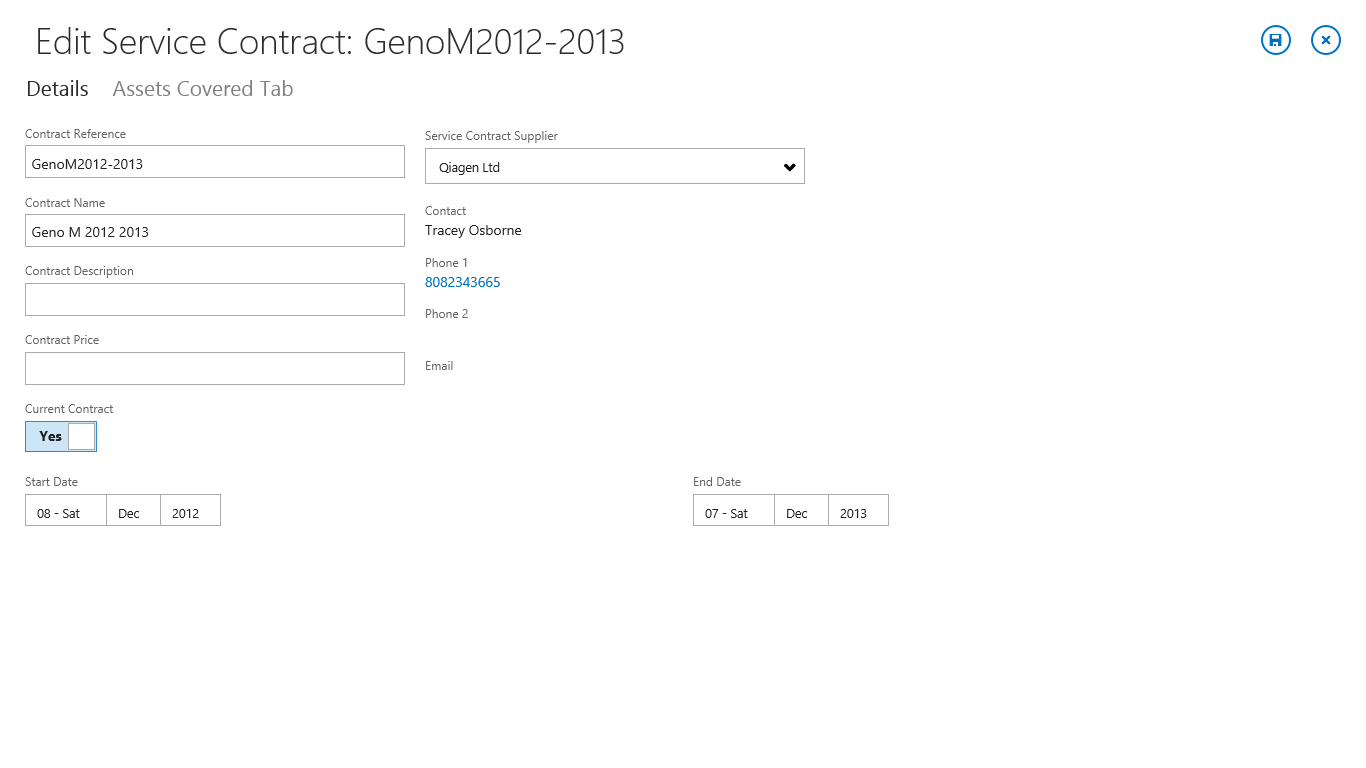 Edit Service Contract: GenoM2012-2013
Details Assets Covered Tab
Contract Reference
GenoM2012-2013
Contract Name
Geno M 2012 2013
Contract Description
Contract Price
Current Contract
Yes
Service Contract Supplier
Qiagen Ltd
Contact
Tracey Osborne
Phone 1
8082343665
Phone 2
Email
Start Date
08 - Sat Dec 2012
End Date
07 - Sat Dec 2013